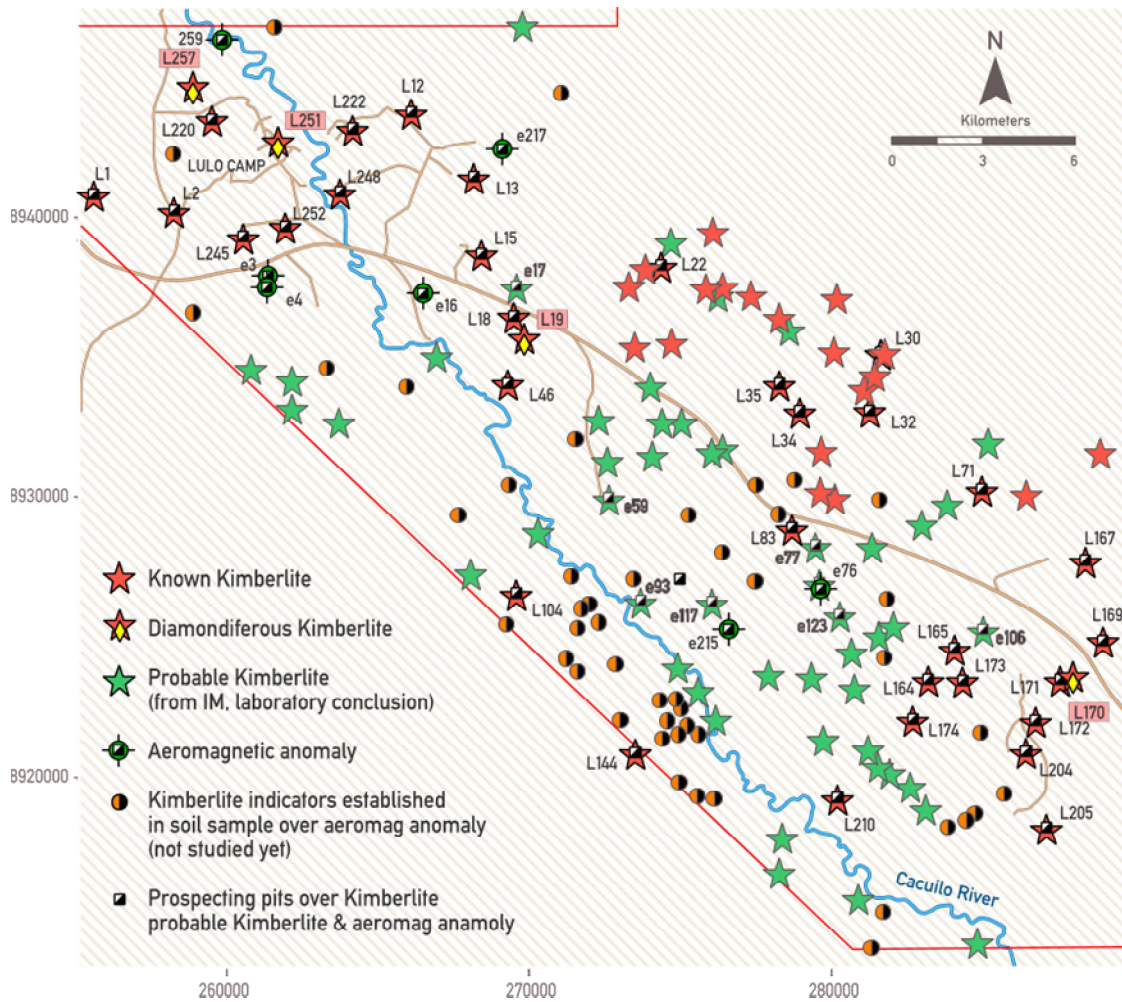 259
L257
L12
L222
L220
L251
e217
LULO CAMP
L1
L248
L13
L2
L252
L245
L15
e3
e4
e16
e17
L18
L19
L46
L22
L30
L35
L34
L32
L71
e59
L83
e77
L167
e76
e93
e117
L104
e215
e123
e106
L165
L169
L173
L164
L171
L170
L174
L172
L144
L204
L210
L205
N
Kilometers
0 3 6
8940000
8930000
8920000
Known Kimberlite
Diamondiferous Kimberlite
Probable Kimberlite
(from IM, laboratory conclusion)
Aeromagnetic anomaly
Kimberlite indicators established
in soil sample over aeromag anomaly
(not studied yet)
Prospecting pits over Kimberlite
probable Kimberlite & aeromag anamoly
Cacuilo River
260000
270000
280000